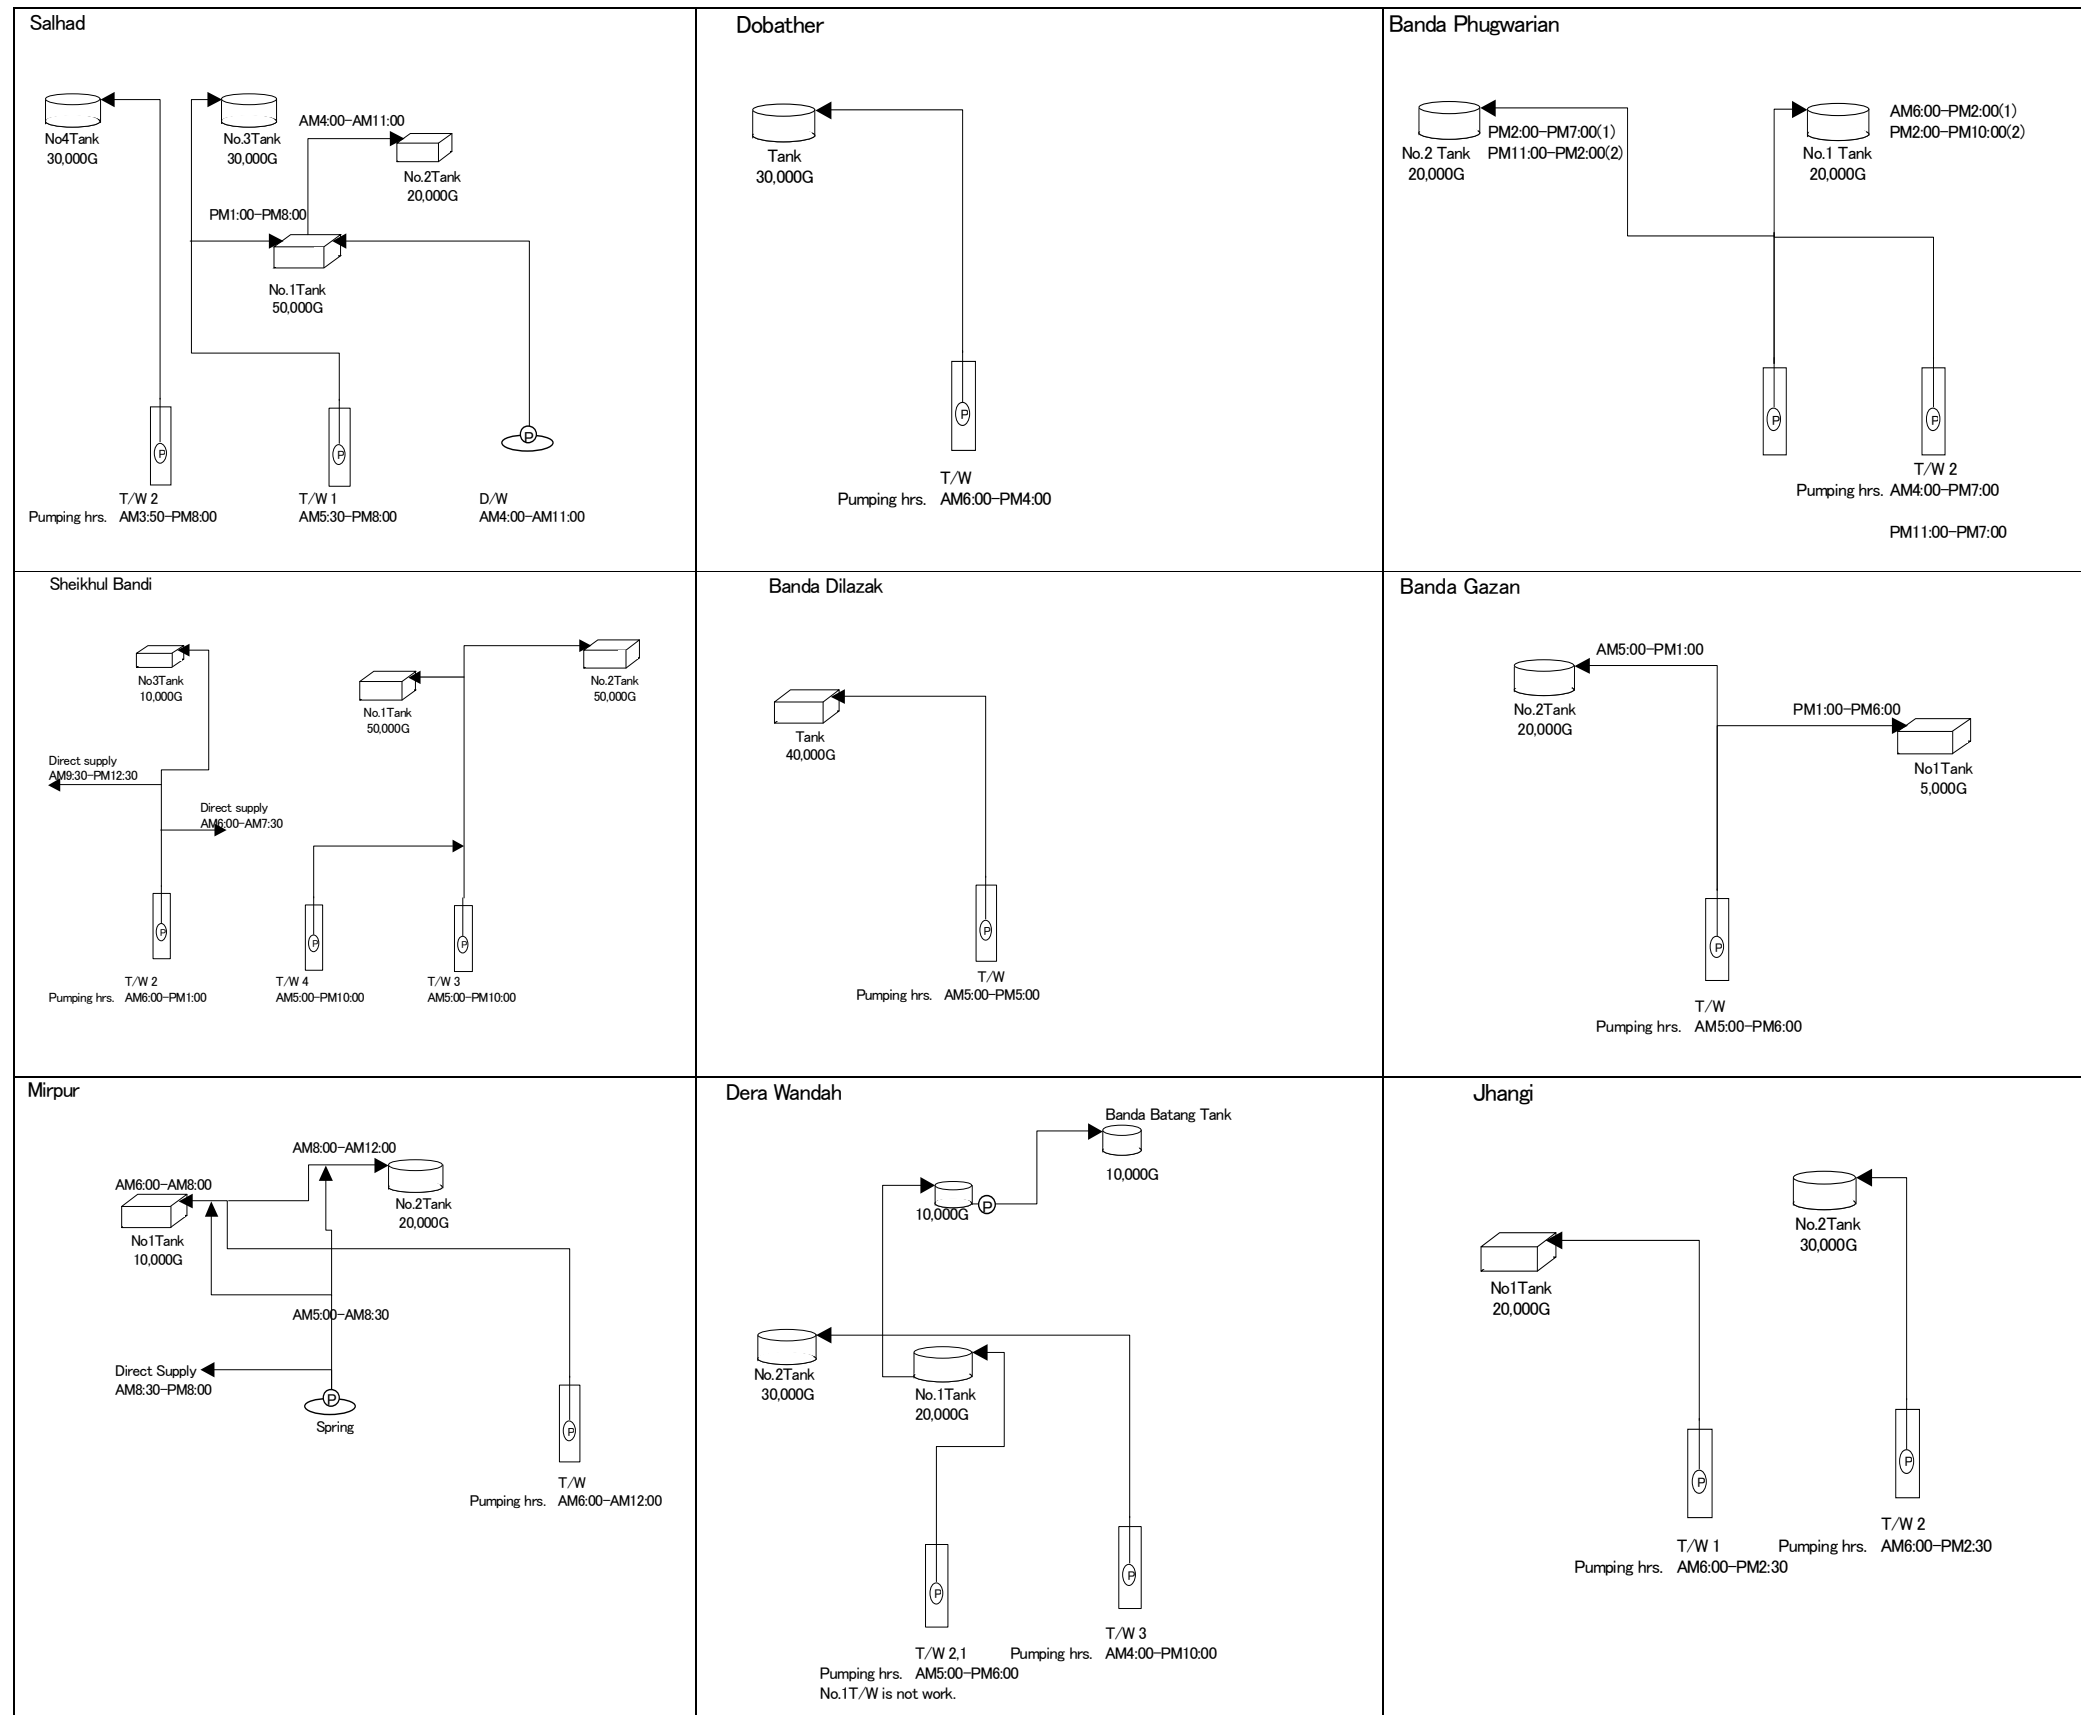 Salhad
No4Tank
30,000G
No.3Tank
30,000G
AM4:00-AM11:00
No.2Tank
20,000G
PM1:00-PM8:00
No.1Tank
50,000G
P
P
P
T/W 2
Pumping hrs. AM3:50-PM8:00
T/W 1
AM5:30-PM8:00
D/W
AM4:00-AM11:00
Dobather
Tank
30,000G
P
T/W
Pumping hrs. AM6:00-PM4:00
Banda Phugwarian
PM2:00-PM7:00(1)
PM11:00-PM2:00(2)
No.2 Tank
20,000G
AM6:00-PM2:00(1)
PM2:00-PM10:00(2)
No.1 Tank
20,000G
P
P
T/W 2
Pumping hrs. AM4:00-PM7:00
PM11:00-PM7:00
Sheikhul Bandi
No3Tank
10,000G
No.1Tank
50,000G
No.2Tank
50,000G
Direct supply
AM9:30-PM12:30
Direct supply
AM6:00-AM7:30
P
P
P
T/W 2
Pumping hrs. AM6:00-PM1:00
T/W 4
AM5:00-PM10:00
T/W 3
AM5:00-PM10:00
Banda Dilazak
Tank
40,000G
P
T/W
Pumping hrs. AM5:00-PM5:00
Banda Gazan
AM5:00-PM1:00
No.2Tank
20,000G
PM1:00-PM6:00
No1Tank
5,000G
P
T/W
Pumping hrs. AM5:00-PM6:00
Mirpur
AM8:00-AM12:00
AM6:00-AM8:00
No.2Tank
20,000G
No1Tank
10,000G
AM5:00-AM8:30
Direct Supply
AM8:30-PM8:00
P
Spring
P
T/W
Pumping hrs. AM6:00-AM12:00
Dera Wandah
Banda Batang Tank
10,000G
10,000G
P
No.2Tank
30,000G
No.1Tank
20,000G
P
P
T/W 2,1
Pumping hrs. AM5:00-PM6:00
No.1T/W is not work.
T/W 3
Pumping hrs. AM4:00-PM10:00
Jhangi
No.2Tank
30,000G
No1Tank
20,000G
P
P
T/W 1
Pumping hrs. AM6:00-PM2:30
T/W 2
Pumping hrs. AM6:00-PM2:30